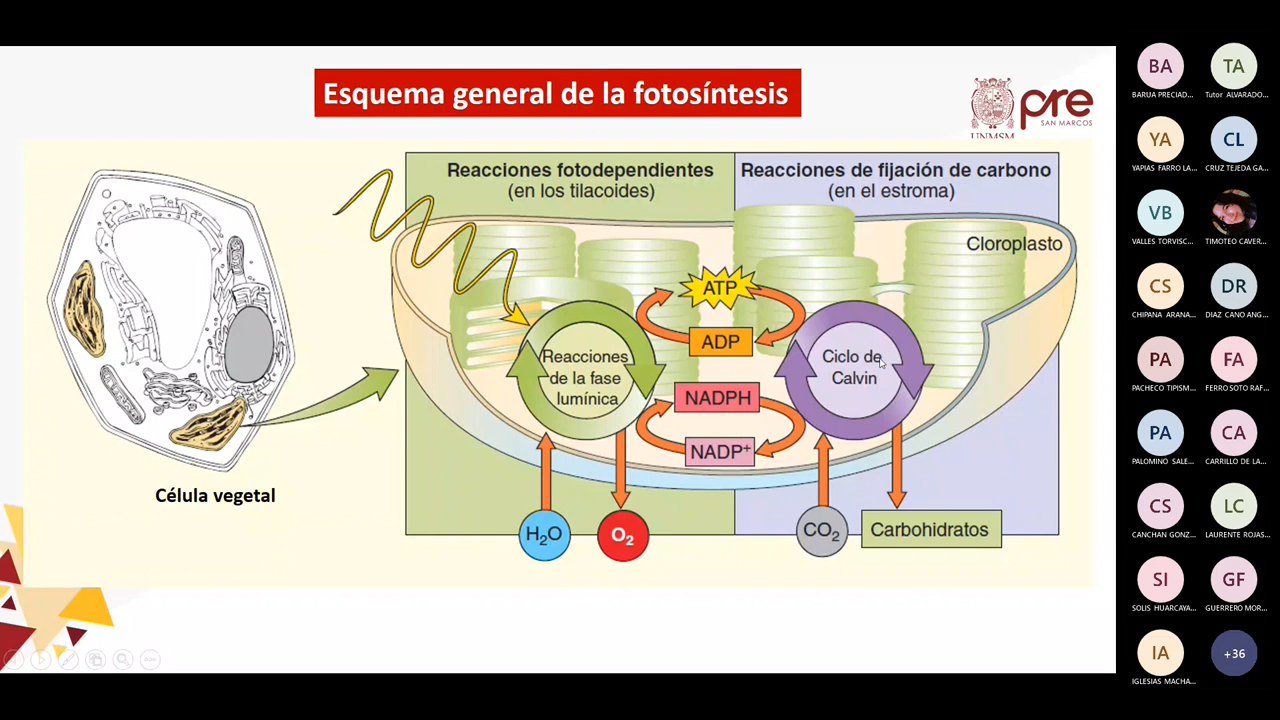 Esquema general de la fotosíntesis
UNMSM
pre
SAN MARCOS
Reacciones fotodependientes
(en los tilacoides)
Reacciones de fijación de carbono
(en el estroma)
Cloroplasto
ATP
ADP
Reacciones
de la fase
lumínica
Ciclo de
Calvin
NADPH
NADP⁺
Célula vegetal
H₂O
O₂
CO₂
Carbohidratos
BA
TA
BARUA PRECIAD...
Tutor ALVARADO...
YA
CL
YAPIAS FARRO LA...
CRUZ TEJEDA GA...
VB
VALLES TORVISC...
TIMOTEO CAVER...
CS
DR
CHIPANA ARANA...
DIAZ CANO ANG...
PA
FA
PACHECO TIPISM...
FERRO SOTO RAF...
PA
CA
PALOMINO SALE...
CARRILLO DE LA...
CS
LC
CANCHAN GONZ...
LAURENTE ROJAS...
SI
GF
SOLIS HUARCAYA...
GUERRERO MOR...
IA
+36
IGLESIAS MACHA...